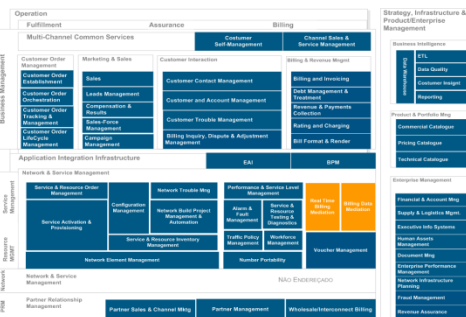 Operation
Fulfillment
Assurance
Billing
Multi-Channel Common Services
Costumer
Self-Management
Channel Sales &
Service Management
Business Management
Customer Order
Management
Customer Order
Establishment
Customer Order
Orchestration
Customer Order
Tracking &
Management
Customer Order
LifeCycle
Management
Marketing & Sales
Sales
Leads Management
Compensation &
Results
Sales-Force
Management
Campaign
Management
Customer Interaction
Customer Contact Management
Customer and Account Management
Customer Trouble Management
Billing Inquiry, Dispute & Adjustment
Management
Billing & Revenue Mngmt
Billing and Invoicing
Debt Management &
Treatment
Revenue & Payments
Collection
Rating and Charging
Bill Format & Render
Application Integration Infrastructure
EAI
BPM
Service
Management
Resource
MGMT
Network & Service Management
Service & Resource Order
Management
Service Activation &
Provisioning
Configuration
Management
Network Trouble Mng
Network Build Project
Management &
Automation
Service & Resource Inventory
Management
Network Element Management
Performance & Service Level
Management
Alarm &
Fault
Management
Service &
Resource
Testing &
Diagnostics
Traffic Policy
Management
Workforce
Management
Number Portability
Real Time
Billing
Mediation
Billing Data
Mediation
Voucher Management
Network
Network & Service
Management
NÃO ENDEREÇADO
PRM
Partner Relationship
Management
Partner Sales & Channel Mktg
Partner Management
Wholesale/Interconnect Billing
Strategy, Infrastructure &
Product/Enterprise
Management
Business Intelligence
Data Warehouse
ETL
Data Quality
Customer Insight
Reporting
Product & Portfolio Mng
Commercial Catalogue
Pricing Catalogue
Technical Catalogue
Enterprise Management
Financial & Account Mng
Supply & Logistics Mgmt.
Executive Info Systems
Human Assets
Management
Document Mng
Enterprise Performance
Management
Network Infrastructure
Planning
Fraud Management
Revenue Assurance